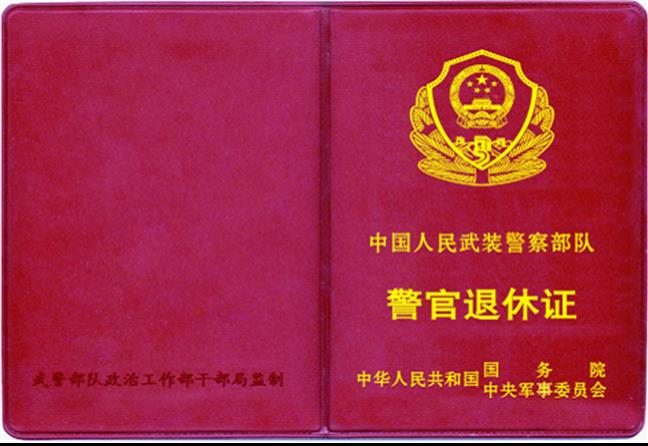 中国人民武装警察部队
警官退休证
中华人民共和国国务院
中央军事委员会
武警部队政治工作部干部局监制